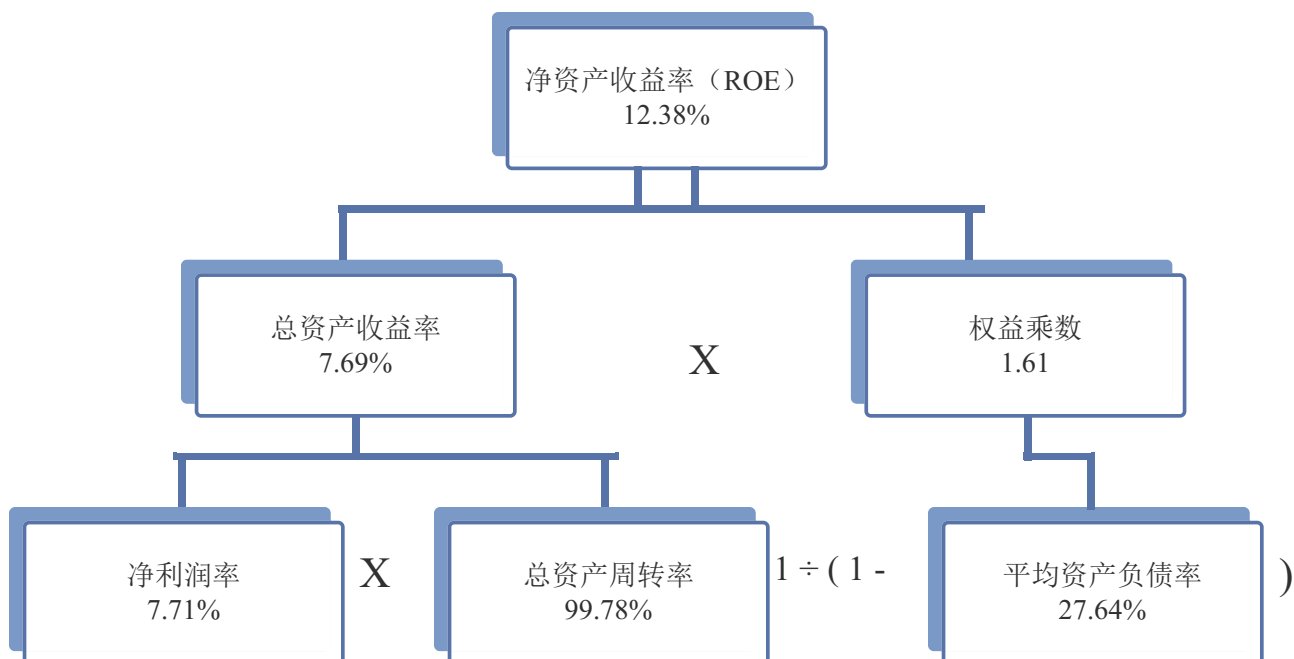 净资产收益率（ROE）
12.38%
总资产收益率
7.69%
X
权益乘数
1.61
净利润率
7.71%
X
总资产周转率
99.78%
1 ÷ ( 1 -
平均资产负债率
27.64%
)